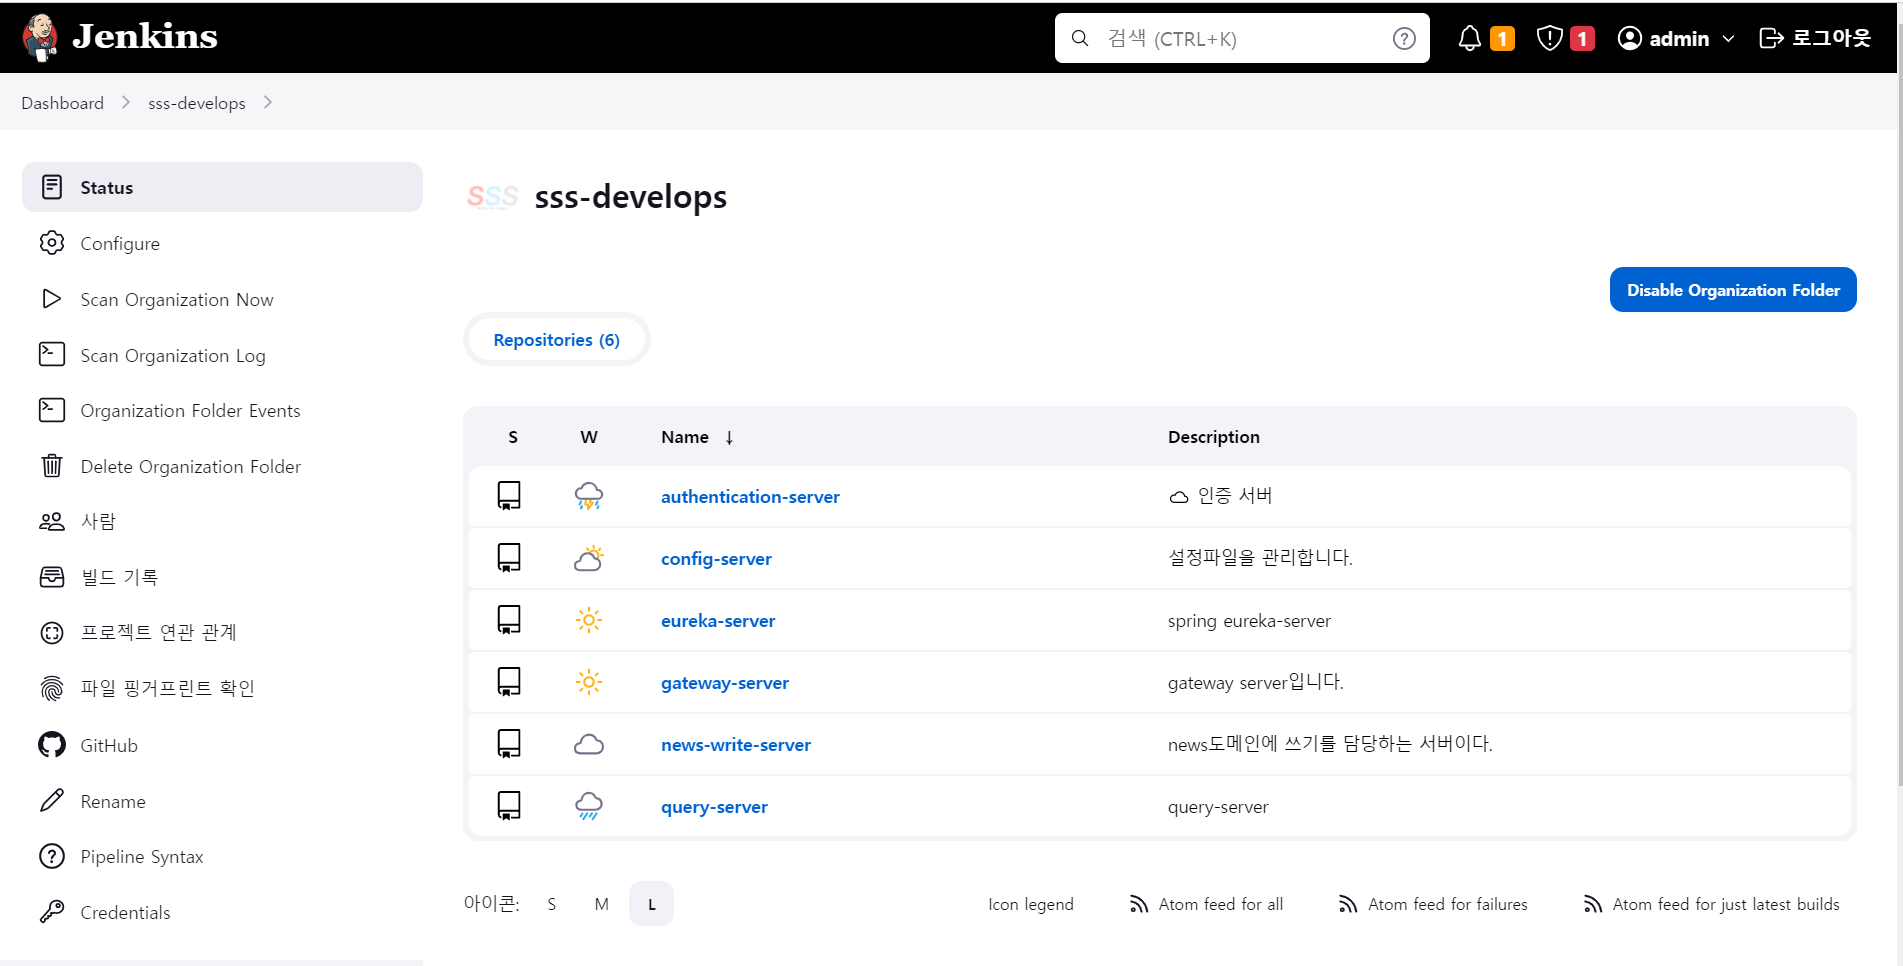 Jenkins
검색 (CTRL+K)
1
1
admin
로그아웃
Dashboard
sss-develops
Status
Configure
Scan Organization Now
Scan Organization Log
Organization Folder Events
Delete Organization Folder
사람
빌드 기록
프로젝트 연관 관계
파일 핑거프린트 확인
GitHub
Rename
Pipeline Syntax
Credentials
SSS
sss-develops
Disable Organization Folder
Repositories (6)
S W Name ↓ Description
authentication-server 인증 서버
config-server 설정파일을 관리합니다.
eureka-server spring eureka-server
gateway-server gateway server입니다.
news-write-server news도메인에 쓰기를 담당하는 서버이다.
query-server query-server
아이콘: S M L
Icon legend
Atom feed for all
Atom feed for failures
Atom feed for just latest builds